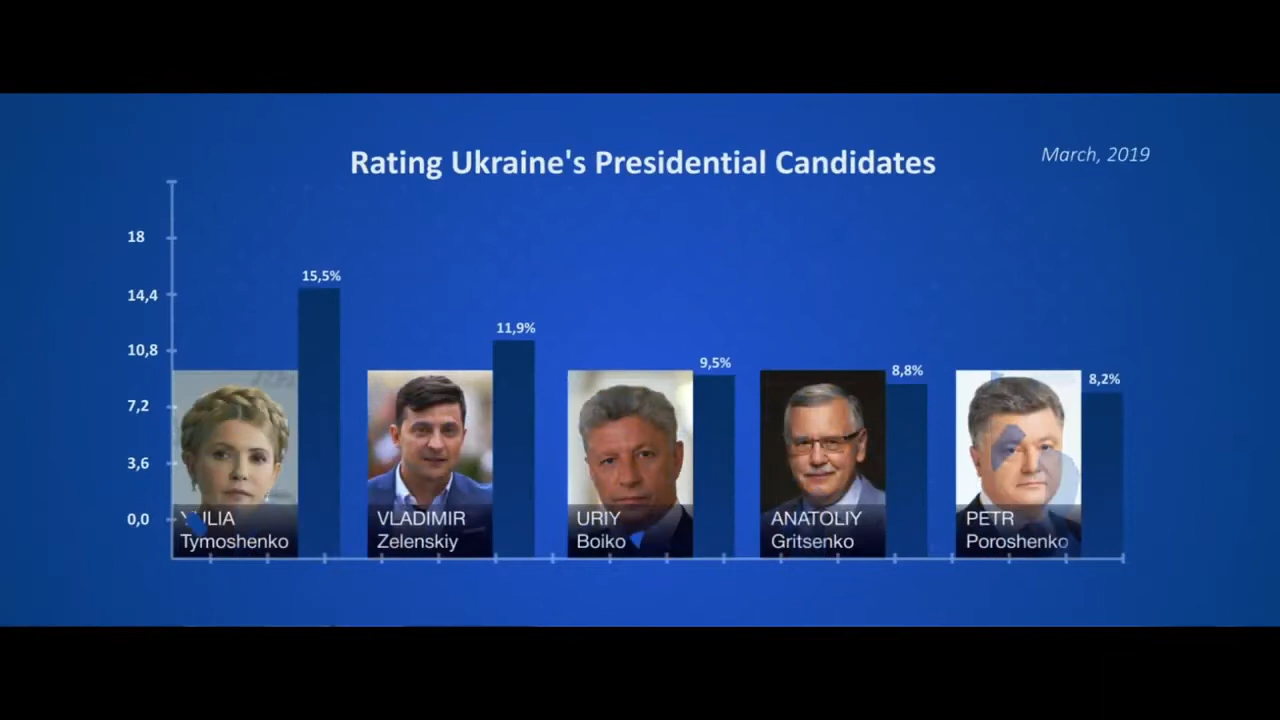 Rating Ukraine's Presidential Candidates
March, 2019
18
14,4
10,8
7,2
3,6
0,0
15,5%
11,9%
9,5%
8,8%
8,2%
YULIA
Tymoshenko
VLADIMIR
Zelenskiy
URIY
Boiko
ANATOLIY
Gritsenko
PETR
Poroshenko